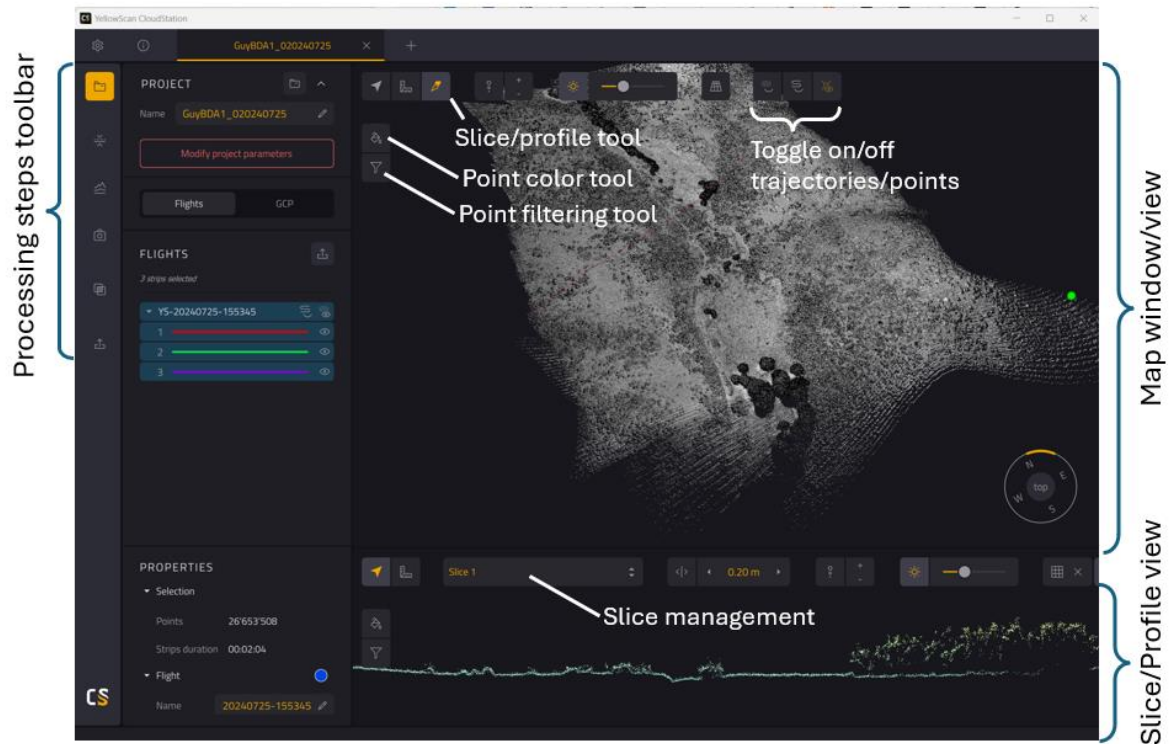 YellowScan CloudStation
GuyBDA1_020240725
PROJECT
Name GuyBDA1_020240725
Modify project parameters
Flights GCP
FLIGHTS
3 strips selected
YS-20240725-155345
1
2
3
PROPERTIES
Selection
Points 26'653'508
Strips duration 00:02:04
Flight
Name 20240725-155345
CS
Processing steps toolbar
Slice/profile tool
Point color tool
Point filtering tool
Toggle on/off
trajectories/points
N
E
W
S
top
Map window/view
Slice 1
0.20 m
Slice management
Slice/Profile view